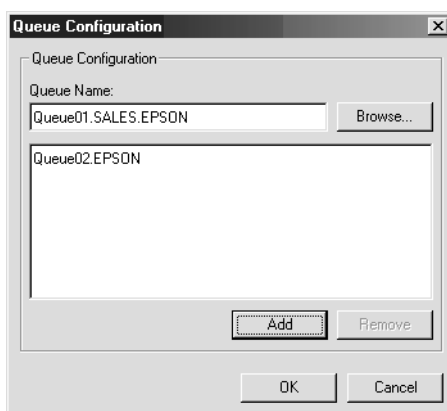 Queue Configuration
Queue Configuration
Queue Name:
Queue01.SALES.EPSON
Browse...
Queue02.EPSON
Add
Remove
OK
Cancel